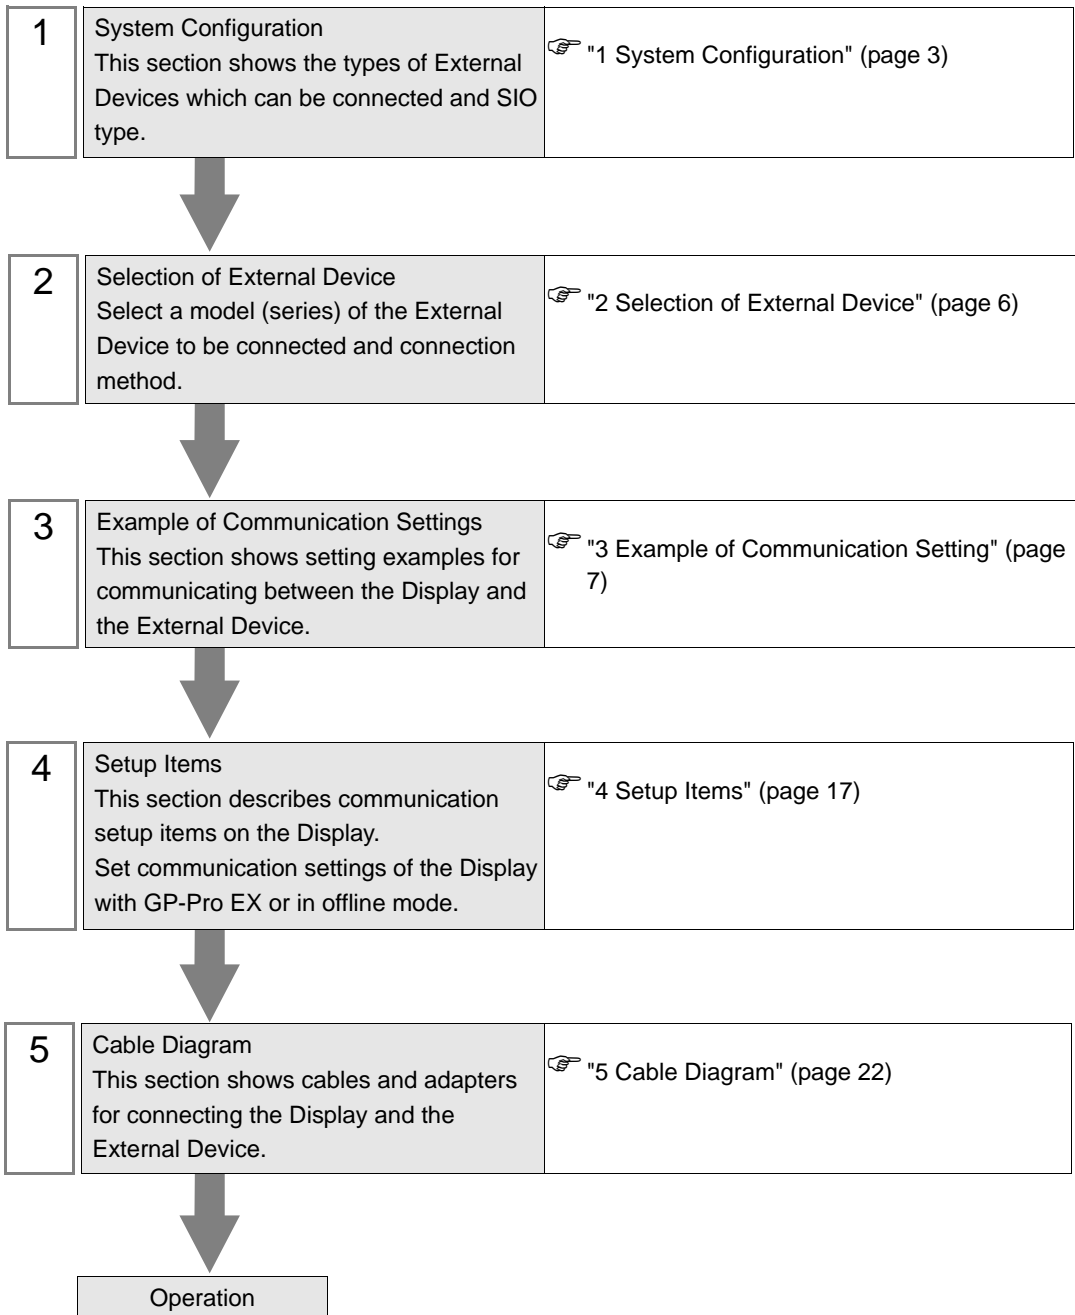 1
System Configuration
This section shows the types of External
Devices which can be connected and SIO
type.
"1 System Configuration" (page 3)
2
Selection of External Device
Select a model (series) of the External
Device to be connected and connection
method.
"2 Selection of External Device" (page 6)
3
Example of Communication Settings
This section shows setting examples for
communicating between the Display and
the External Device.
"3 Example of Communication Setting" (page
7)
4
Setup Items
This section describes communication
setup items on the Display.
Set communication settings of the Display
with GP-Pro EX or in offline mode.
"4 Setup Items" (page 17)
5
Cable Diagram
This section shows cables and adapters
for connecting the Display and the
External Device.
"5 Cable Diagram" (page 22)
Operation